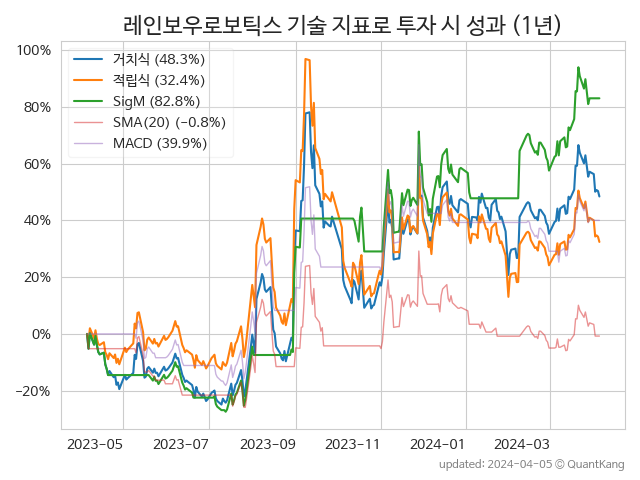 레인보우로보틱스 기술 지표로 투자 시 성과 (1년)
100%
80%
60%
40%
20%
0%
−20%
거치식 (48.3%)
적립식 (32.4%)
SigM (82.8%)
SMA(20) (−0.8%)
MACD (39.9%)
2023-05 2023-07 2023-09 2023-11 2024-01 2024-03
updated: 2024-04-05 © QuantKang